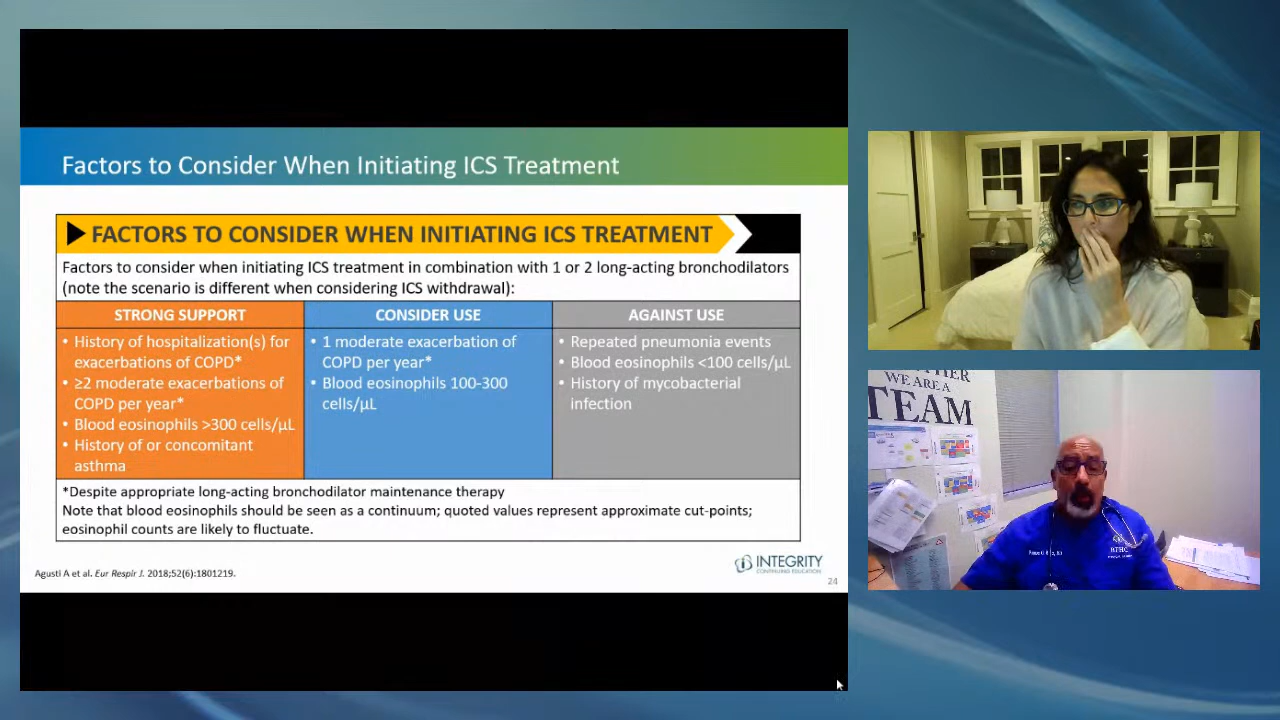 Factors to Consider When Initiating ICS Treatment
FACTORS TO CONSIDER WHEN INITIATING ICS TREATMENT
Factors to consider when initiating ICS treatment in combination with 1 or 2 long-acting bronchodilators
(note the scenario is different when considering ICS withdrawal):
STRONG SUPPORT
• History of hospitalization(s) for
exacerbations of COPD*
• ≥2 moderate exacerbations of
COPD per year*
• Blood eosinophils >300 cells/μL
• History of or concomitant
asthma
CONSIDER USE
• 1 moderate exacerbation of
COPD per year*
• Blood eosinophils 100-300
cells/μL
AGAINST USE
• Repeated pneumonia events
• Blood eosinophils <100 cells/μL
• History of mycobacterial
infection
*Despite appropriate long-acting bronchodilator maintenance therapy
Note that blood eosinophils should be seen as a continuum; quoted values represent approximate cut-points;
eosinophil counts are likely to fluctuate.
Agusti A et al. Eur Respir J. 2018;52(6):1801219.
INTEGRITY
CONTINUING EDUCATION
24
WE ARE A
TEAM